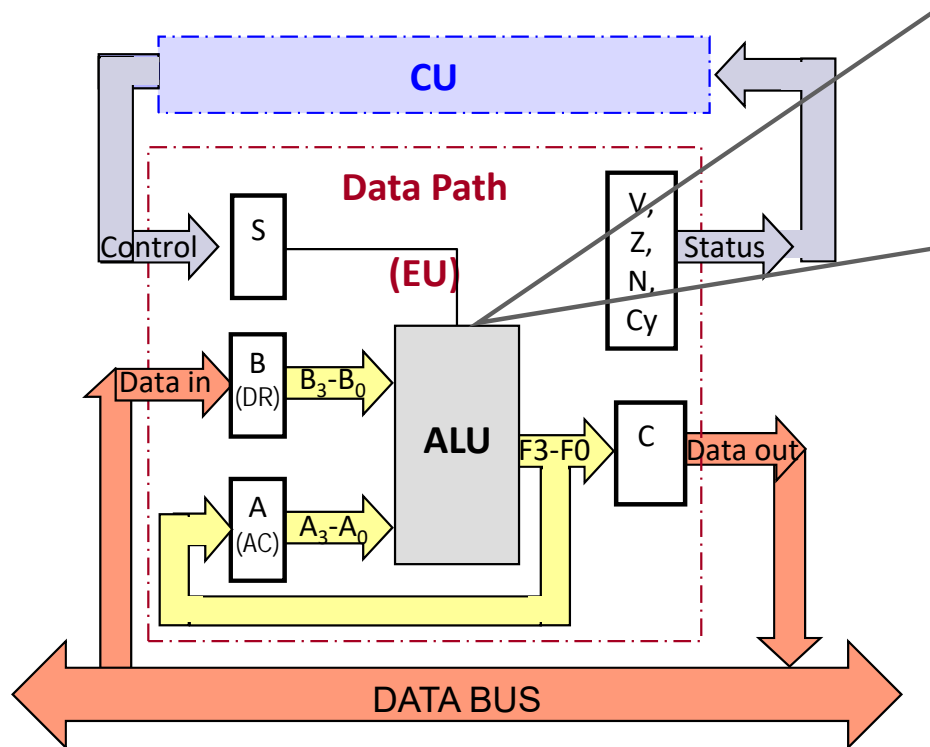 CU
Data Path
(EU)
Control
S
V,
Z,
N,
Cy
Status
Data in
B
(DR)
B₃-B₀
ALU
F3-F0
C
Data out
A
(AC)
A₃-A₀
DATA BUS